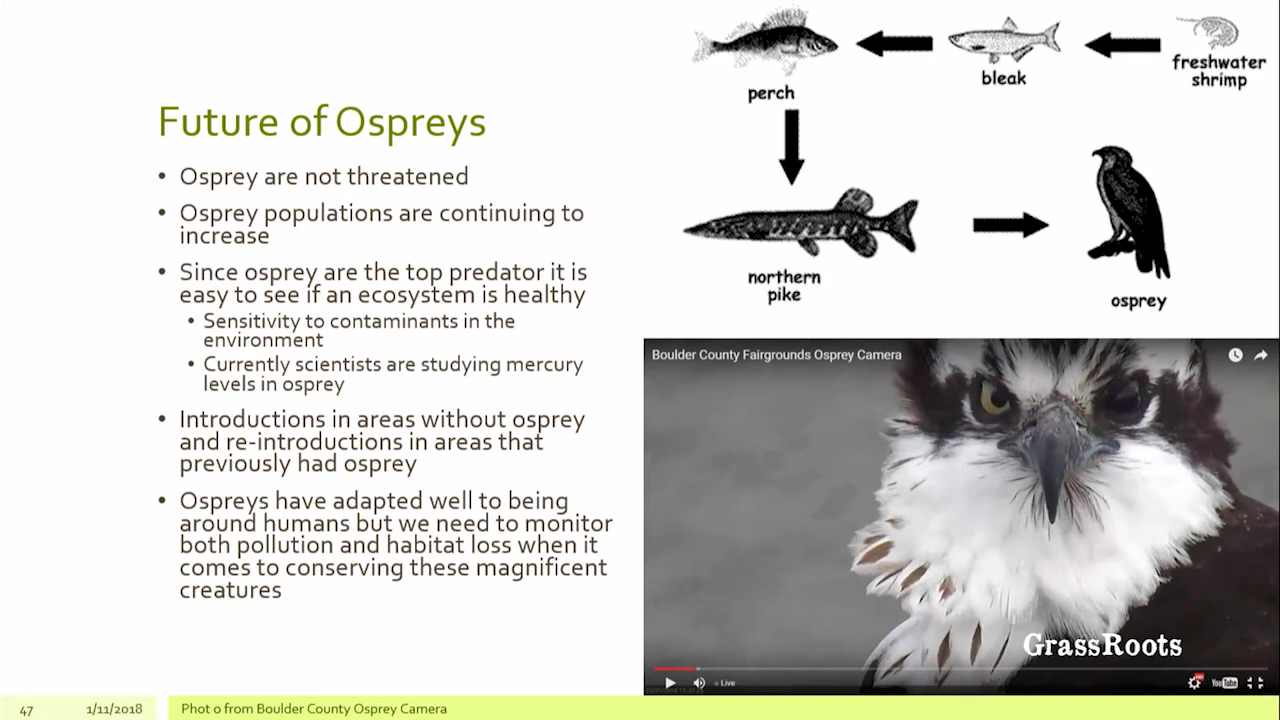 Future of Ospreys
• Osprey are not threatened
• Osprey populations are continuing to
increase
• Since osprey are the top predator it is
easy to see if an ecosystem is healthy
• Sensitivity to contaminants in the
environment
• Currently scientists are studying mercury
levels in osprey
• Introductions in areas without osprey
and re-introductions in areas that
previously had osprey
• Ospreys have adapted well to being
around humans but we need to monitor
both pollution and habitat loss when it
comes to conserving these magnificent
creatures
perch
bleak
freshwater
shrimp
northern
pike
osprey
Boulder County Fairgrounds Osprey Camera
GrassRoots
Live
YouTube
47
1/11/2018
Phot o from Boulder County Osprey Camera